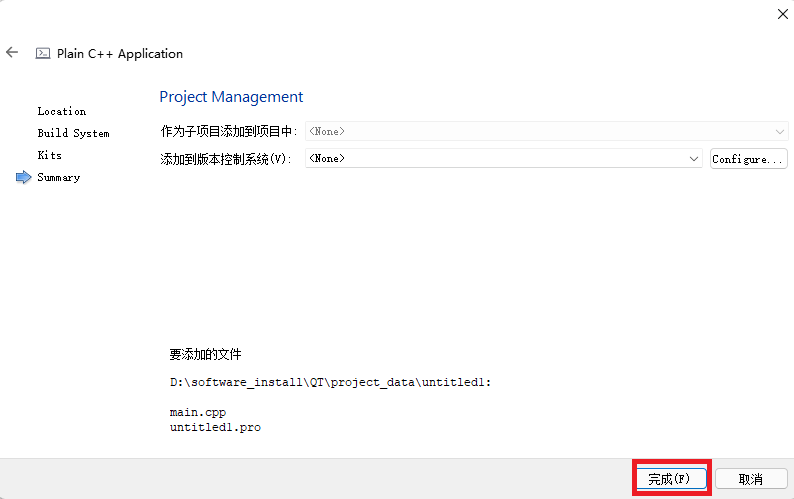 Plain C++ Application
Project Management
Location
Build System
Kits
Summary
作为子项目添加到项目中: <None>
添加到版本控制系统(V): <None> Configure...
要添加的文件
D:\software_install\QT\project_data\untitled1:
main.cpp
untitled1.pro
完成(F) 取消